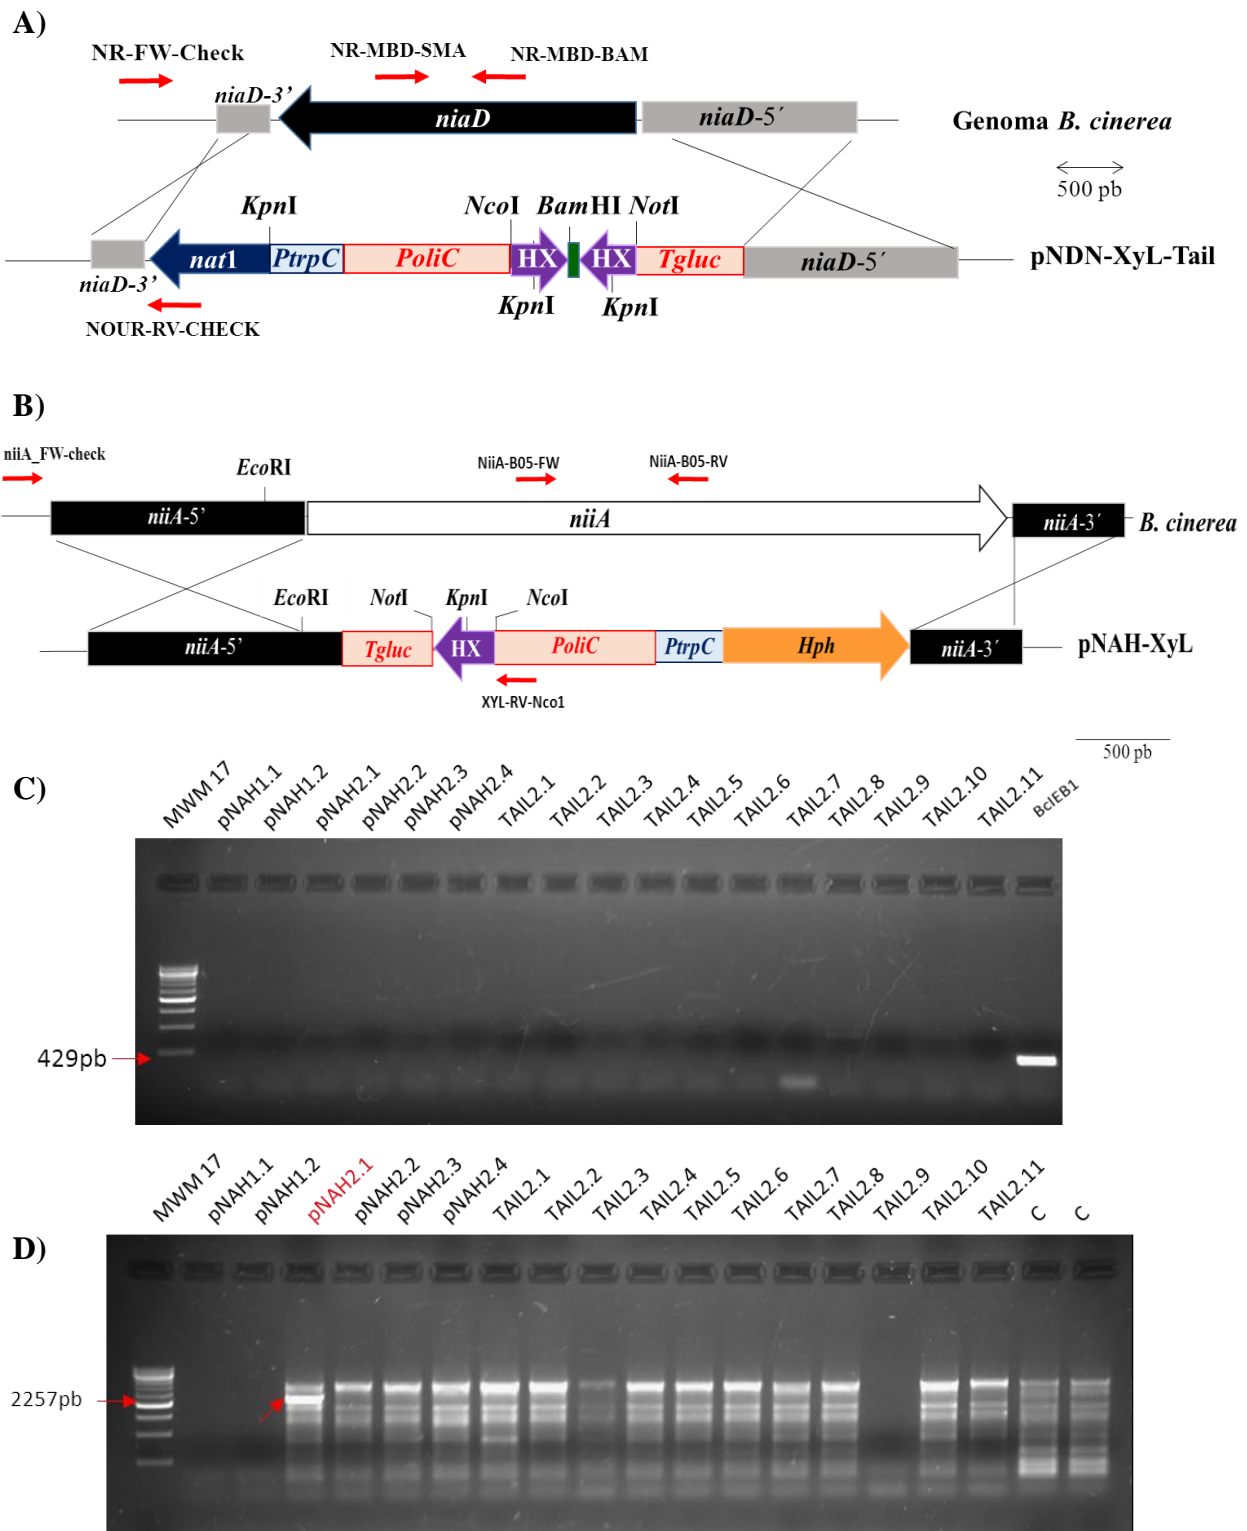 A)
NR-FW-Check
NR-MBD-SMA
NR-MBD-BAM
niaD-3’
niaD
niaD-5´
Genoma B. cinerea
500 pb
KpnI
NcoI
BamHI
NotI
nat1
PtrpC
PoliC
HX
HX
Tgluc
niaD-5´
pNDN-XyL-Tail
niaD-3’
KpnI
KpnI
NOUR-RV-CHECK
B)
niiA_FW-check
EcoRI
NiiA-B05-FW
NiiA-B05-RV
niiA-5’
niiA
niiA-3´
B. cinerea
EcoRI
NotI
KpnI
NcoI
niiA-5’
Tgluc
HX
PoliC
PtrpC
Hph
niiA-3´
pNAH-XyL
XYL-RV-Nco1
500 pb
C)
MWM 17
pNAH1.1
pNAH1.2
pNAH2.1
pNAH2.2
pNAH2.3
pNAH2.4
TAIL2.1
TAIL2.2
TAIL2.3
TAIL2.4
TAIL2.5
TAIL2.6
TAIL2.7
TAIL2.8
TAIL2.9
TAIL2.10
TAIL2.11
BcIEB1
429pb
D)
MWM 17
pNAH1.1
pNAH1.2
pNAH2.1
pNAH2.2
pNAH2.3
pNAH2.4
TAIL2.1
TAIL2.2
TAIL2.3
TAIL2.4
TAIL2.5
TAIL2.6
TAIL2.7
TAIL2.8
TAIL2.9
TAIL2.10
TAIL2.11
C
C
2257pb